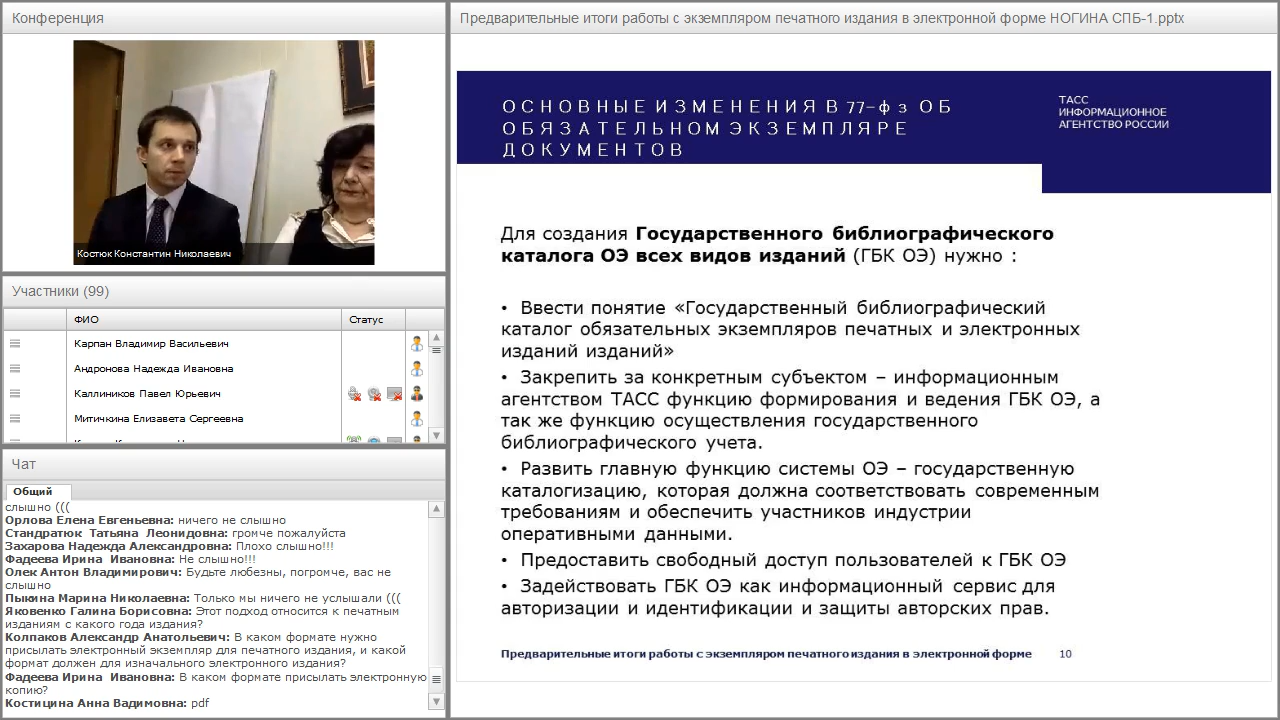 Конференция
Костюк Константин Николаевич
Участники (99)
ФИО
Статус
Карпан Владимир Васильевич
Андронова Надежда Ивановна
Каллиников Павел Юрьевич
Митичкина Елизавета Сергеевна
Чат
Общий
слышно (((
Орлова Елена Евгеньевна: ничего не слышно
Стандратюк Татьяна Леонидовна: громче пожалуйста
Захарова Надежда Александровна: Плохо слышно!!!
Фадеева Ирина Ивановна: Не слышно!!!
Олек Антон Владимирович: Будьте любезны, погромче, вас не
слышно
Пыкина Марина Николаевна: Только мы ничего не услышали (((
Яковенко Галина Борисовна: Этот подход относится к печатным
изданиям с какого года издания?
Колпаков Александр Анатольевич: В каком формате нужно
присылать электронный экземпляр для печатного издания, и какой
формат должен для изначального электронного издания?
Фадеева Ирина Ивановна: В каком формате присылать электронную
копию?
Костицина Анна Вадимовна: pdf
Предварительные итоги работы с экземпляром печатного издания в электронной форме НОГИНА СПБ-1.pptx
ОСНОВНЫЕ ИЗМЕНЕНИЯ В 77-ф з ОБ
ОБЯЗАТЕЛЬНОМ ЭКЗЕМПЛЯРЕ
ДОКУМЕНТОВ
ТАСС
ИНФОРМАЦИОННОЕ
АГЕНТСТВО РОССИИ
Для создания Государственного библиографического
каталога ОЭ всех видов изданий (ГБК ОЭ) нужно :
• Ввести понятие «Государственный библиографический
каталог обязательных экземпляров печатных и электронных
изданий изданий»
• Закрепить за конкретным субъектом – информационным
агентством ТАСС функцию формирования и ведения ГБК ОЭ, а
так же функцию осуществления государственного
библиографического учета.
• Развить главную функцию системы ОЭ – государственную
каталогизацию, которая должна соответствовать современным
требованиям и обеспечить участников индустрии
оперативными данными.
• Предоставить свободный доступ пользователей к ГБК ОЭ
• Задействовать ГБК ОЭ как информационный сервис для
авторизации и идентификации и защиты авторских прав.
Предварительные итоги работы с экземпляром печатного издания в электронной форме 10